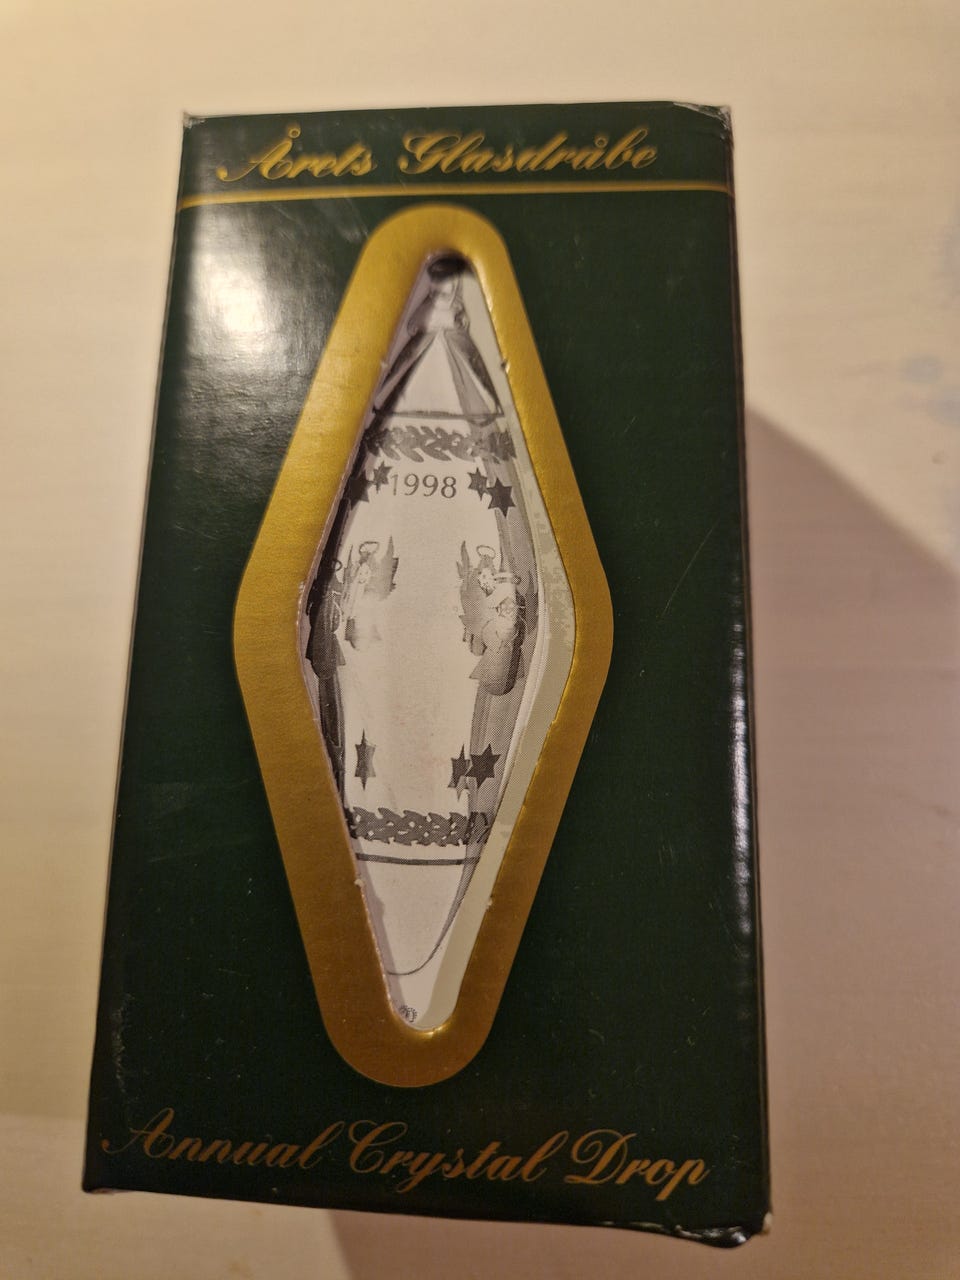 Årets Glasdråbe
1998
Annual Crystal Drop